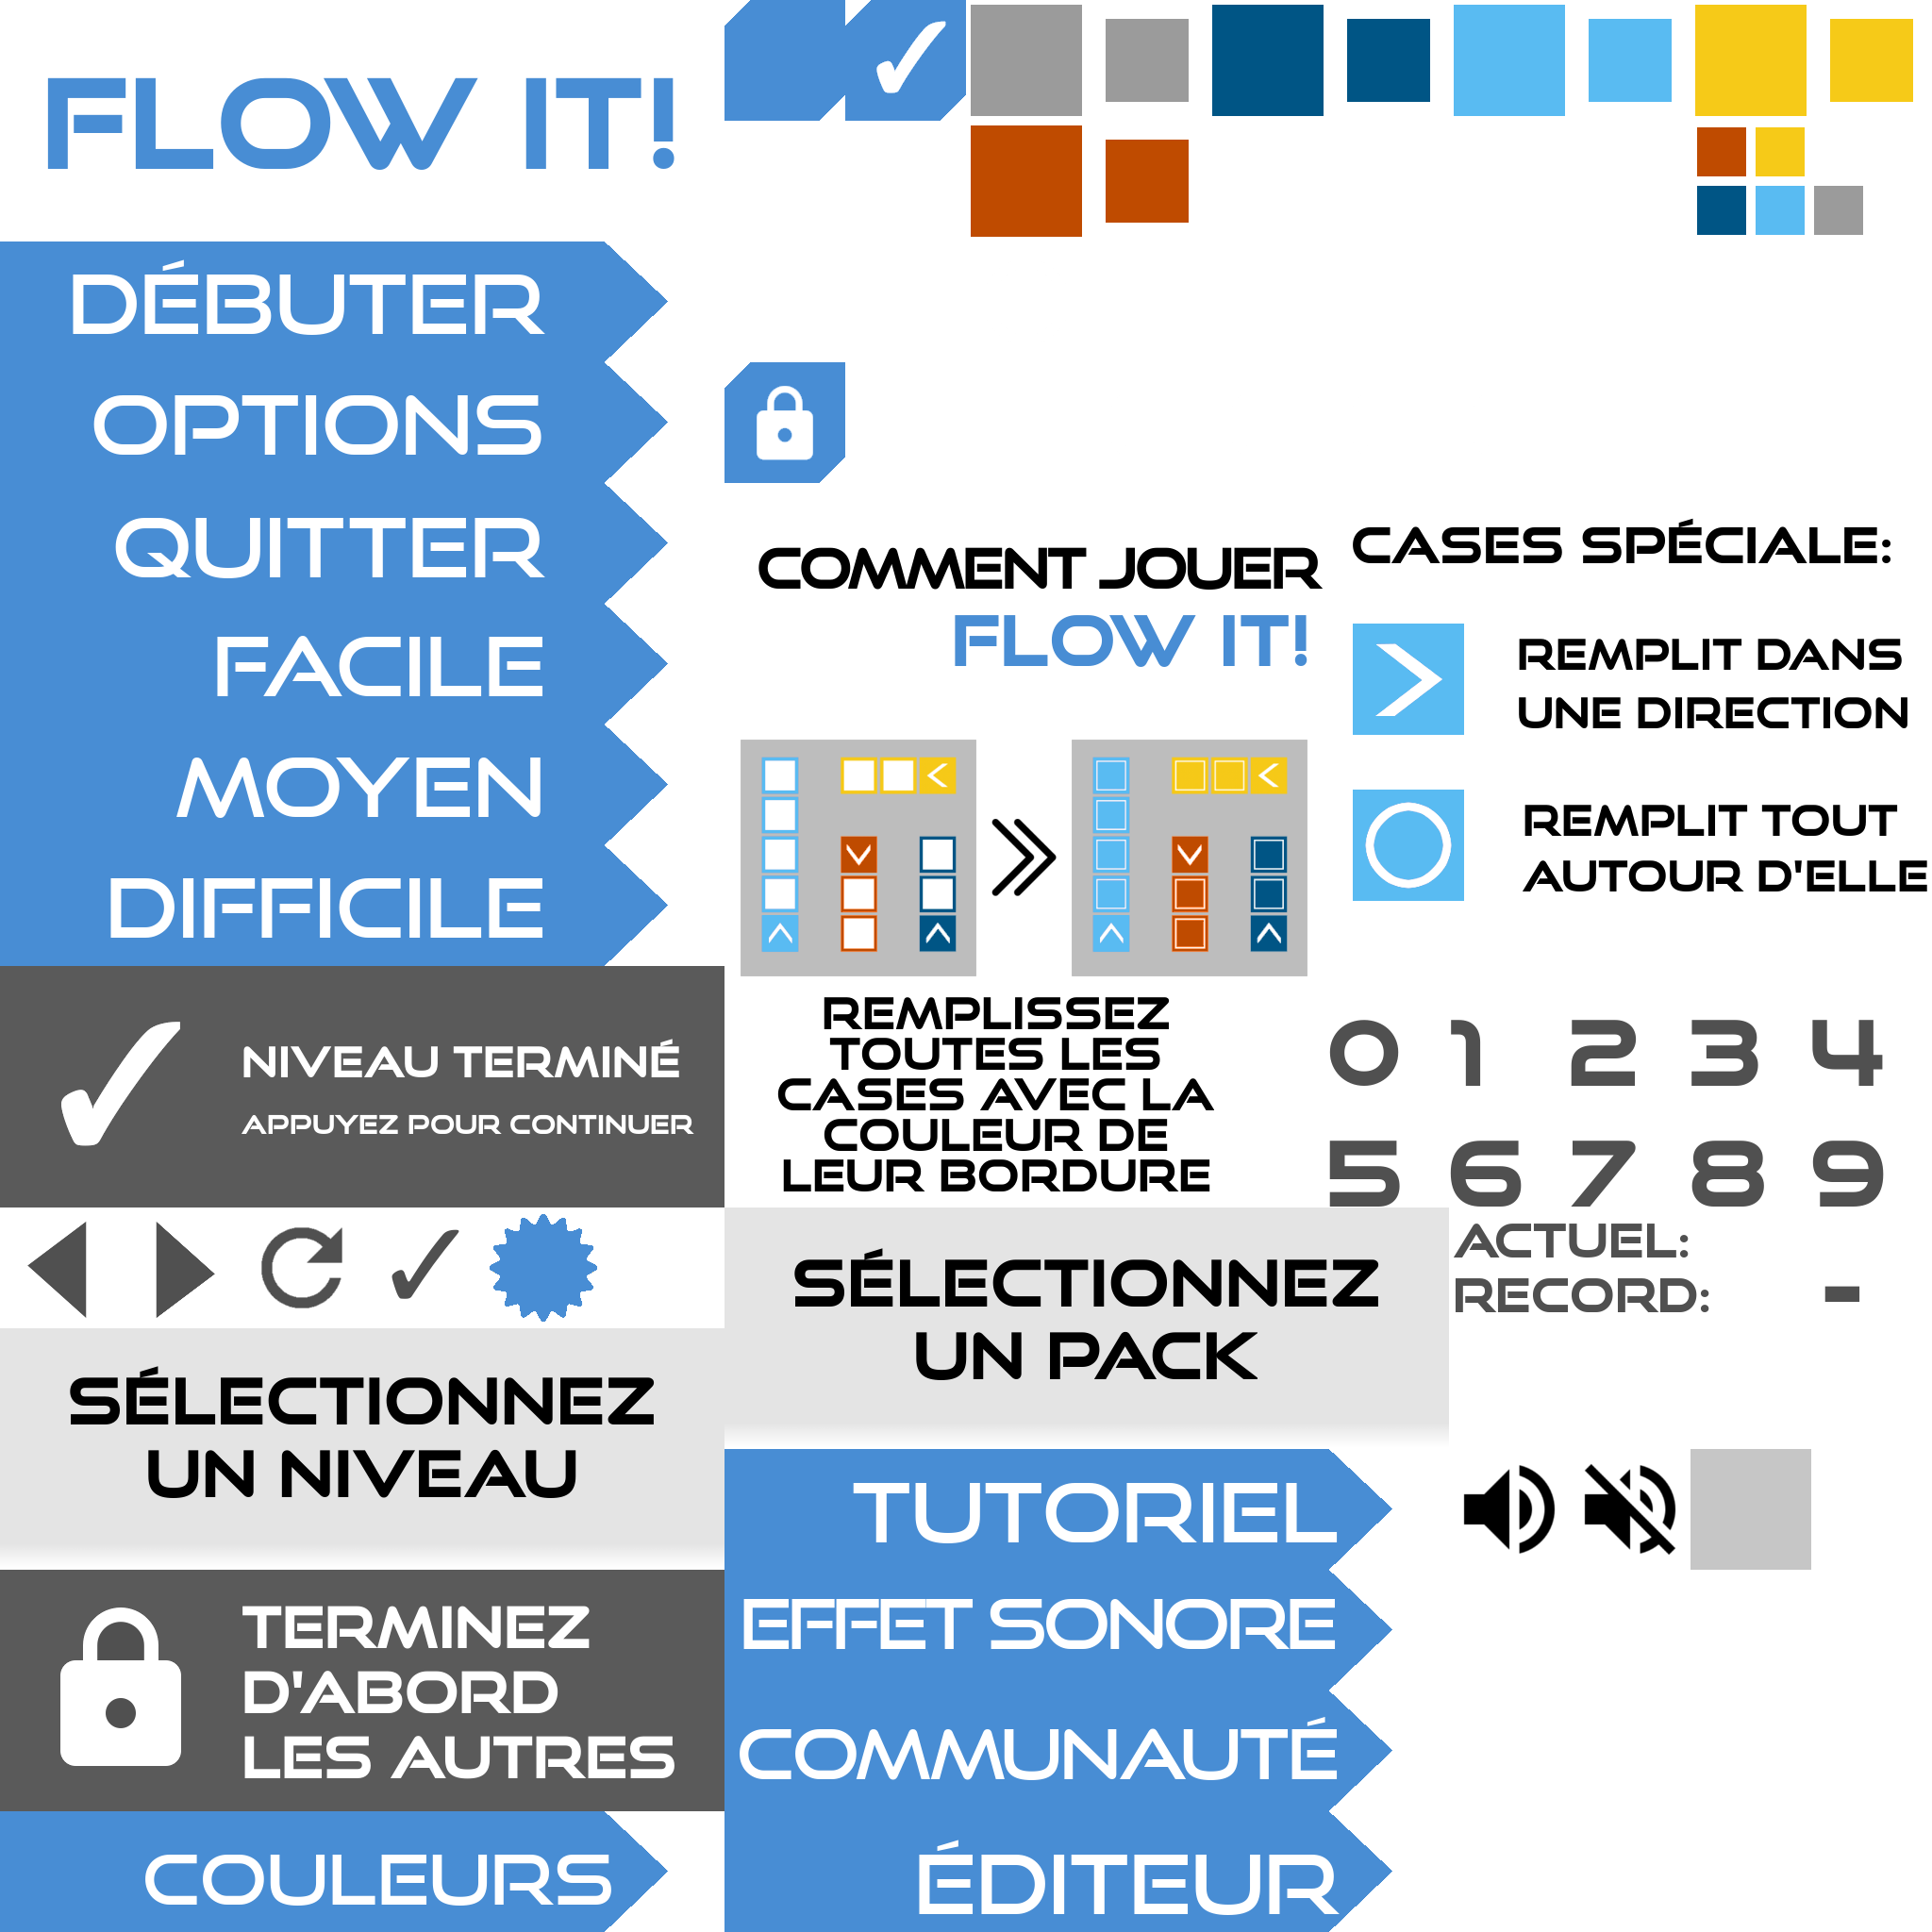 FLOW IT!
DÉBUTER
OPTIONS
QUITTER
FACILE
MOYEN
DIFFICILE
NIVEAU TERMINÉ
APPUYEZ POUR CONTINUER
SÉLECTIONNEZ
UN NIVEAU
TERMINEZ
D'ABORD
LES AUTRES
COULEURS
COMMENT JOUER
FLOW IT!
REMPLISSEZ
TOUTES LES
CASES AVEC LA
COULEUR DE
LEUR BORDURE
CASES SPÉCIALE:
REMPLIT DANS
UNE DIRECTION
REMPLIT TOUT
AUTOUR D'ELLE
0 1 2 3 4
5 6 7 8 9
ACTUEL:
RECORD: -
SÉLECTIONNEZ
UN PACK
TUTORIEL
EFFET SONORE
COMMUNAUTÉ
ÉDITEUR